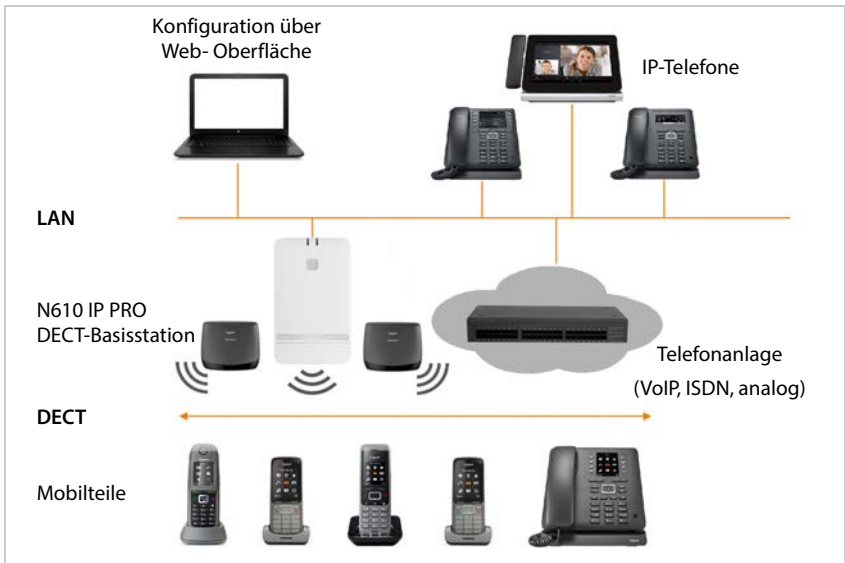 Konfiguration über
Web- Oberfläche
IP-Telefone
LAN
N610 IP PRO
DECT-Basisstation
Telefonanlage
(VoIP, ISDN, analog)
DECT
Mobilteile